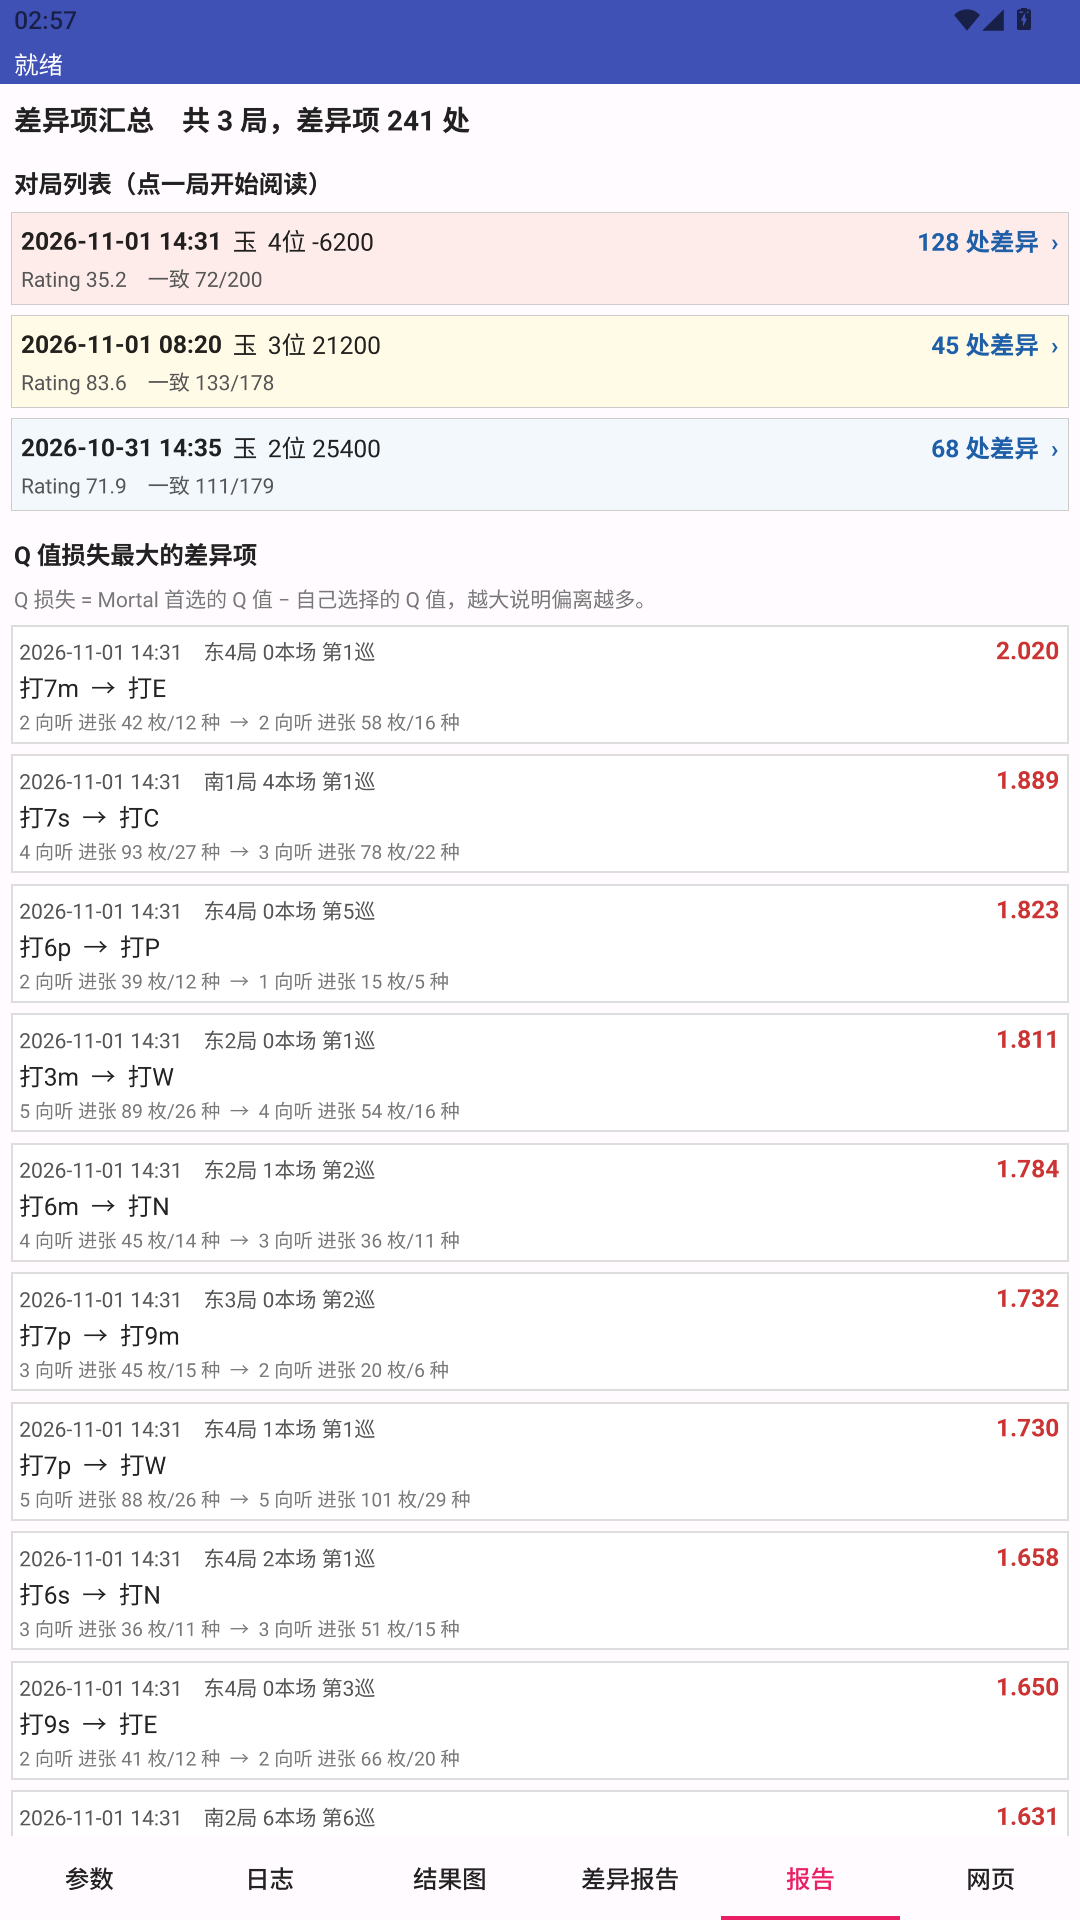 02:57
就绪
差异项汇总 共 3 局，差异项 241 处
对局列表（点一局开始阅读）
2026-11-01 14:31 玉 4位 -6200 128 处差异 ›
Rating 35.2 一致 72/200
2026-11-01 08:20 玉 3位 21200 45 处差异 ›
Rating 83.6 一致 133/178
2026-10-31 14:35 玉 2位 25400 68 处差异 ›
Rating 71.9 一致 111/179
Q 值损失最大的差异项
Q 损失 = Mortal 首选的 Q 值 − 自己选择的 Q 值，越大说明偏离越多。
2026-11-01 14:31 东4局 0本场 第1巡 2.020
打7m → 打E
2 向听 进张 42 枚/12 种 → 2 向听 进张 58 枚/16 种
2026-11-01 14:31 南1局 4本场 第1巡 1.889
打7s → 打C
4 向听 进张 93 枚/27 种 → 3 向听 进张 78 枚/22 种
2026-11-01 14:31 东4局 0本场 第5巡 1.823
打6p → 打P
2 向听 进张 39 枚/12 种 → 1 向听 进张 15 枚/5 种
2026-11-01 14:31 东2局 0本场 第1巡 1.811
打3m → 打W
5 向听 进张 89 枚/26 种 → 4 向听 进张 54 枚/16 种
2026-11-01 14:31 东2局 1本场 第2巡 1.784
打6m → 打N
4 向听 进张 45 枚/14 种 → 3 向听 进张 36 枚/11 种
2026-11-01 14:31 东3局 0本场 第2巡 1.732
打7p → 打9m
3 向听 进张 45 枚/15 种 → 2 向听 进张 20 枚/6 种
2026-11-01 14:31 东4局 1本场 第1巡 1.730
打7p → 打W
5 向听 进张 88 枚/26 种 → 5 向听 进张 101 枚/29 种
2026-11-01 14:31 东4局 2本场 第1巡 1.658
打6s → 打N
3 向听 进张 36 枚/11 种 → 3 向听 进张 51 枚/15 种
2026-11-01 14:31 东4局 0本场 第3巡 1.650
打9s → 打E
2 向听 进张 41 枚/12 种 → 2 向听 进张 66 枚/20 种
2026-11-01 14:31 南2局 6本场 第6巡 1.631
参数 日志 结果图 差异报告 报告 网页